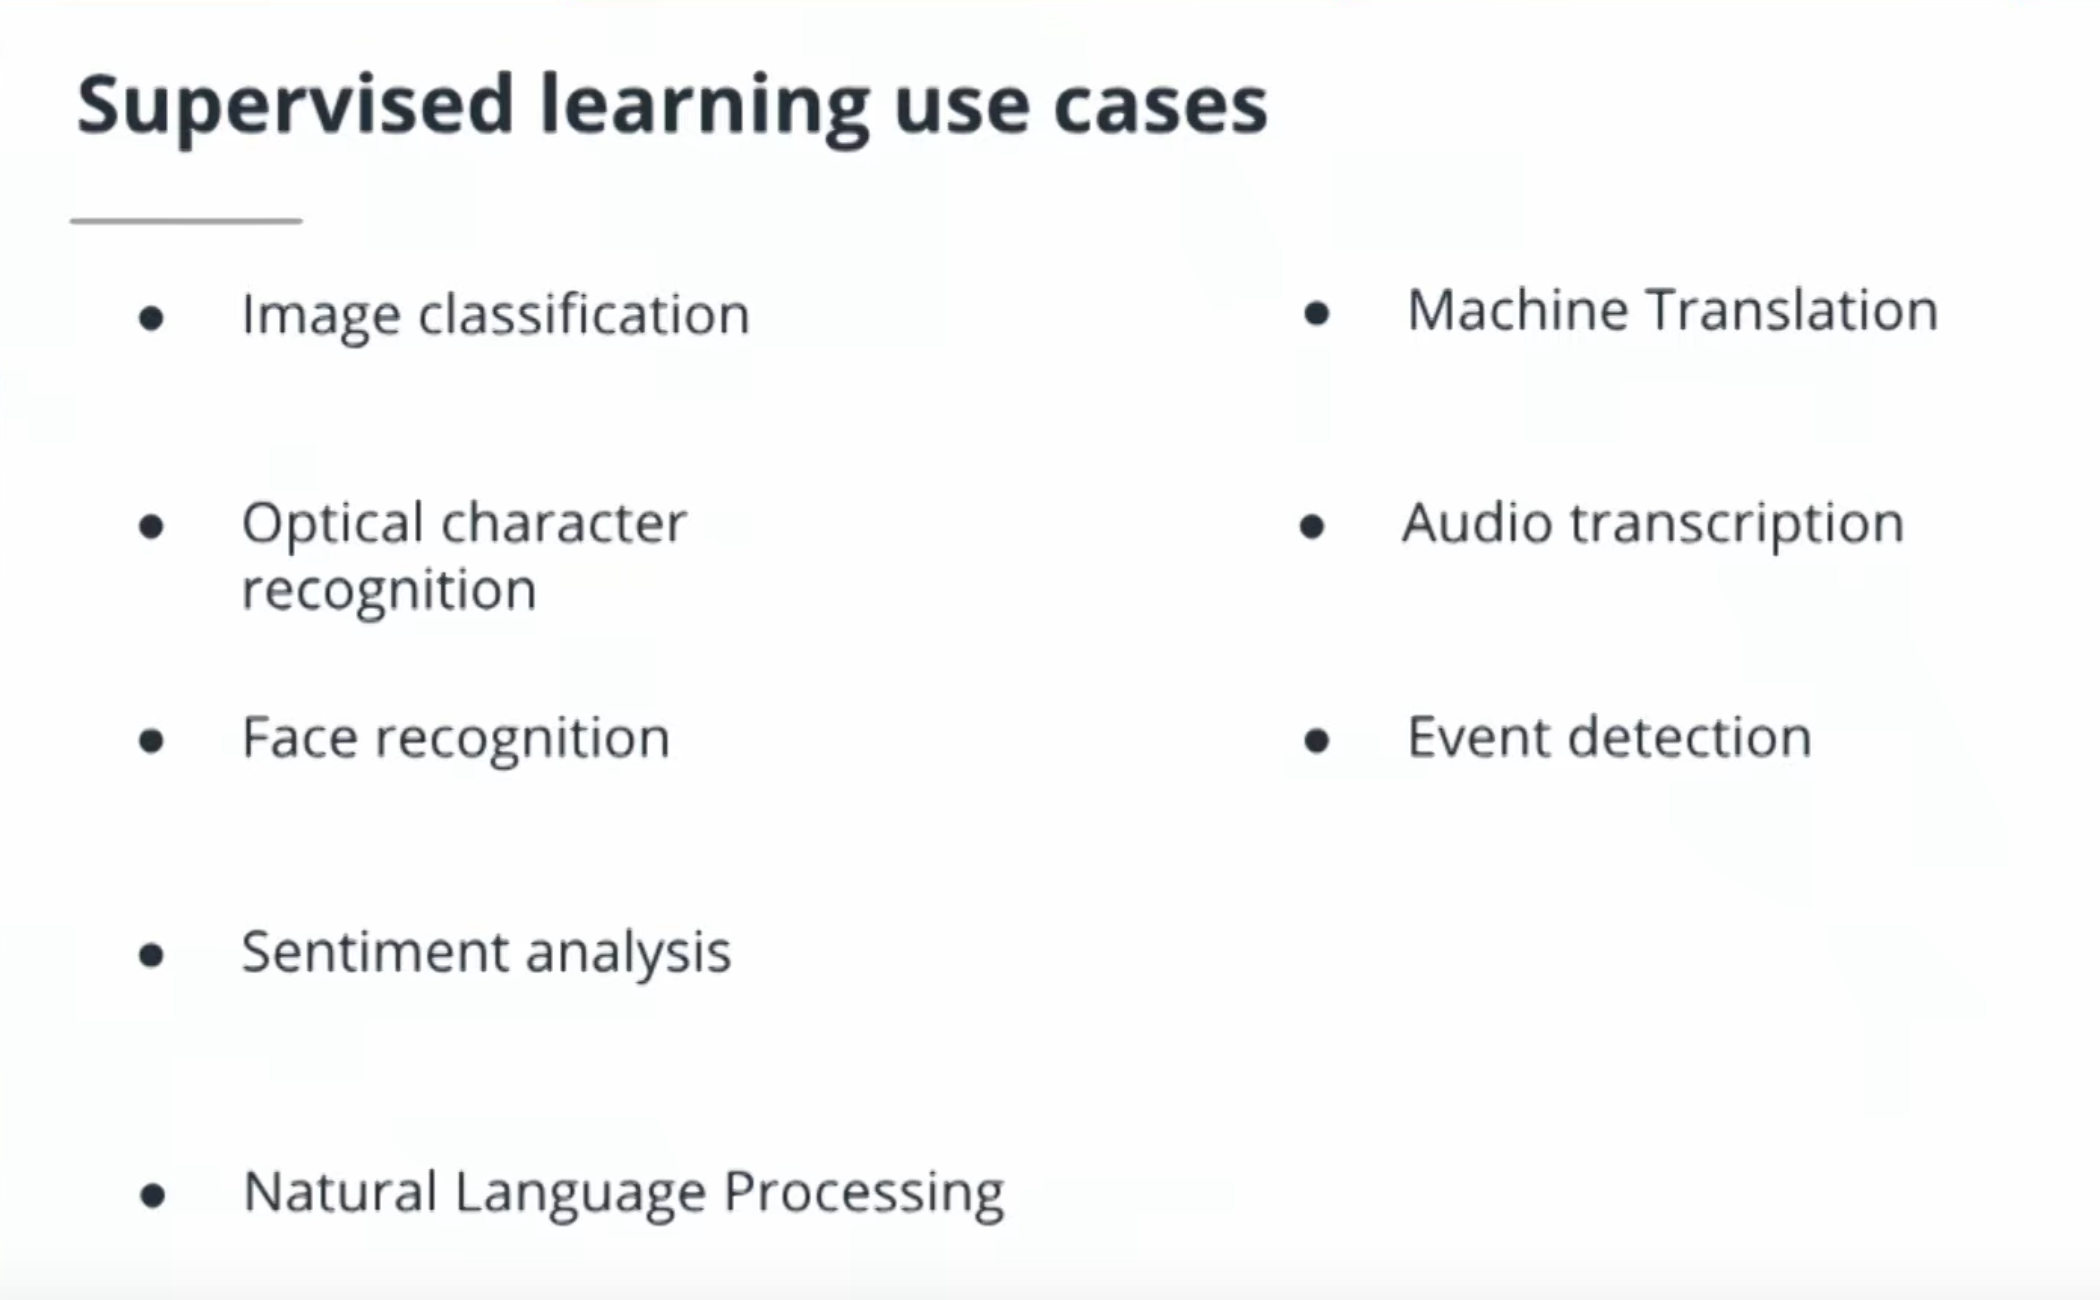 Supervised learning use cases
• Image classification
• Optical character
recognition
• Face recognition
• Sentiment analysis
• Natural Language Processing
• Machine Translation
• Audio transcription
• Event detection